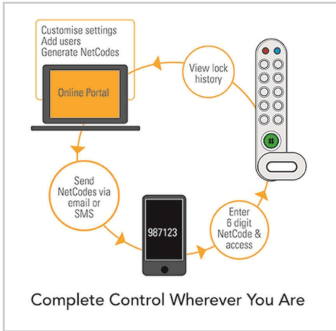 Customise settings
Add users
Generate NetCodes
Online Portal
View lock
history
Send
NetCodes via
email or
SMS
987123
Enter
6 digit
NetCode &
access
Complete Control Wherever You Are